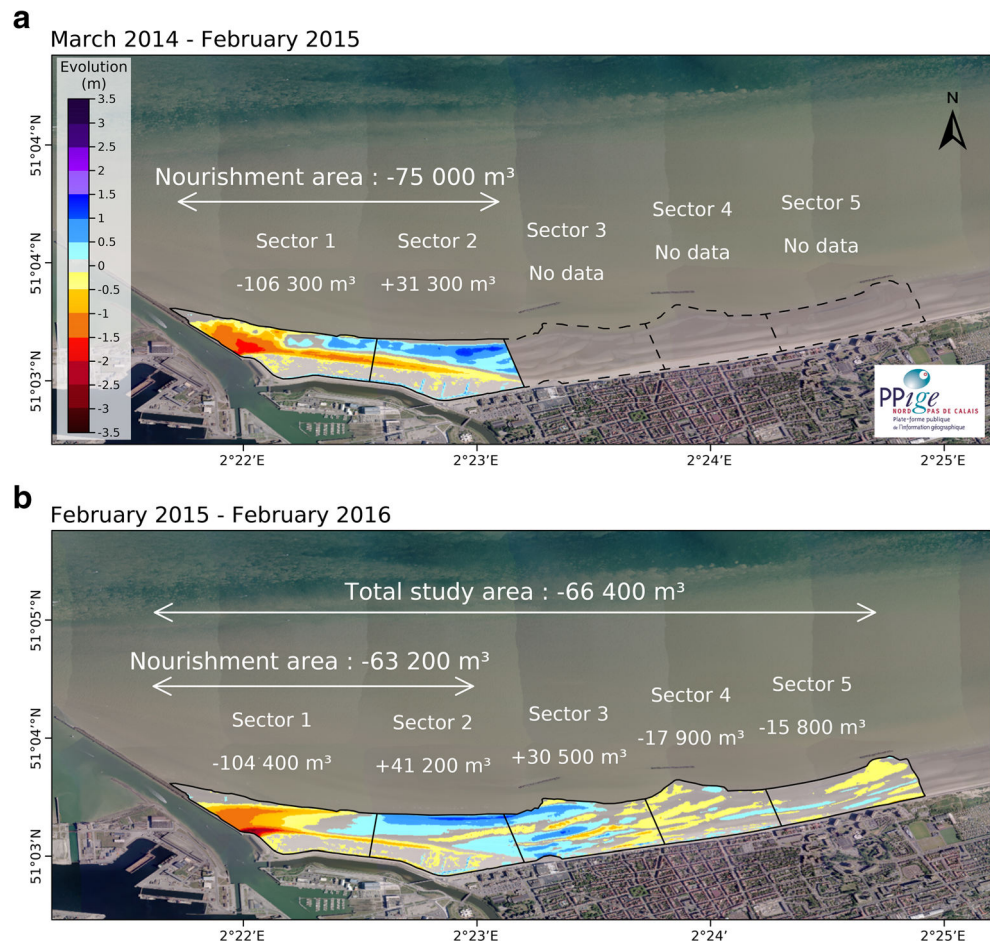 a
March 2014 - February 2015
Evolution
(m)
3.5
3
2.5
2
1.5
1
0.5
0
-0.5
-1
-1.5
-2
-2.5
-3
-3.5
Nourishment area : -75 000 m³
Sector 1
-106 300 m³
Sector 2
+31 300 m³
Sector 3
No data
Sector 4
No data
Sector 5
No data
N
PPige
NORD PAS DE CALAIS
Plate-forme publique
de l'information géographique
51°04'°N
51°04'°N
51°03'°N
2°22'E
2°23'E
2°24'E
2°25'E
b
February 2015 - February 2016
Total study area : -66 400 m³
Nourishment area : -63 200 m³
Sector 1
-104 400 m³
Sector 2
+41 200 m³
Sector 3
+30 500 m³
Sector 4
-17 900 m³
Sector 5
-15 800 m³
51°05'°N
51°04'°N
51°03'°N
2°22'E
2°23'E
2°24'
2°25'E